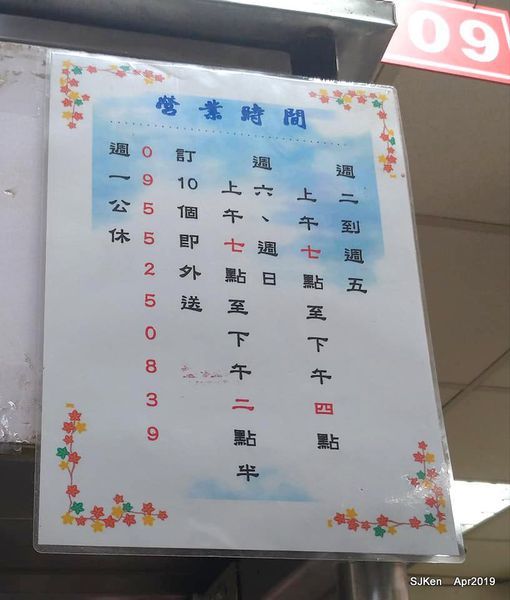 09
營業時間
週二到週五
上午七點至下午四點
週六、週日
上午七點至下午二點半
訂10個即外送
0955250839
週一公休
SJKen Apr2019